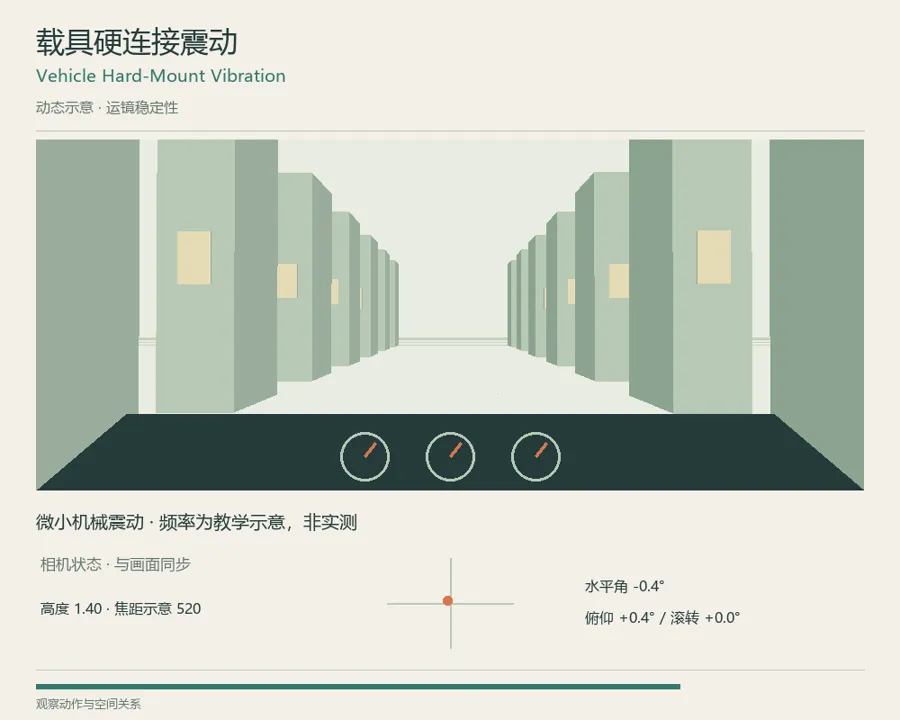 载具硬连接震动
Vehicle Hard-Mount Vibration
动态示意 · 运镜稳定性
微小机械震动 · 频率为教学示意，非实测
相机状态 · 与画面同步
高度 1.40 · 焦距示意 520
水平角 -0.4°
俯仰 +0.4° / 滚转 +0.0°
观察动作与空间关系